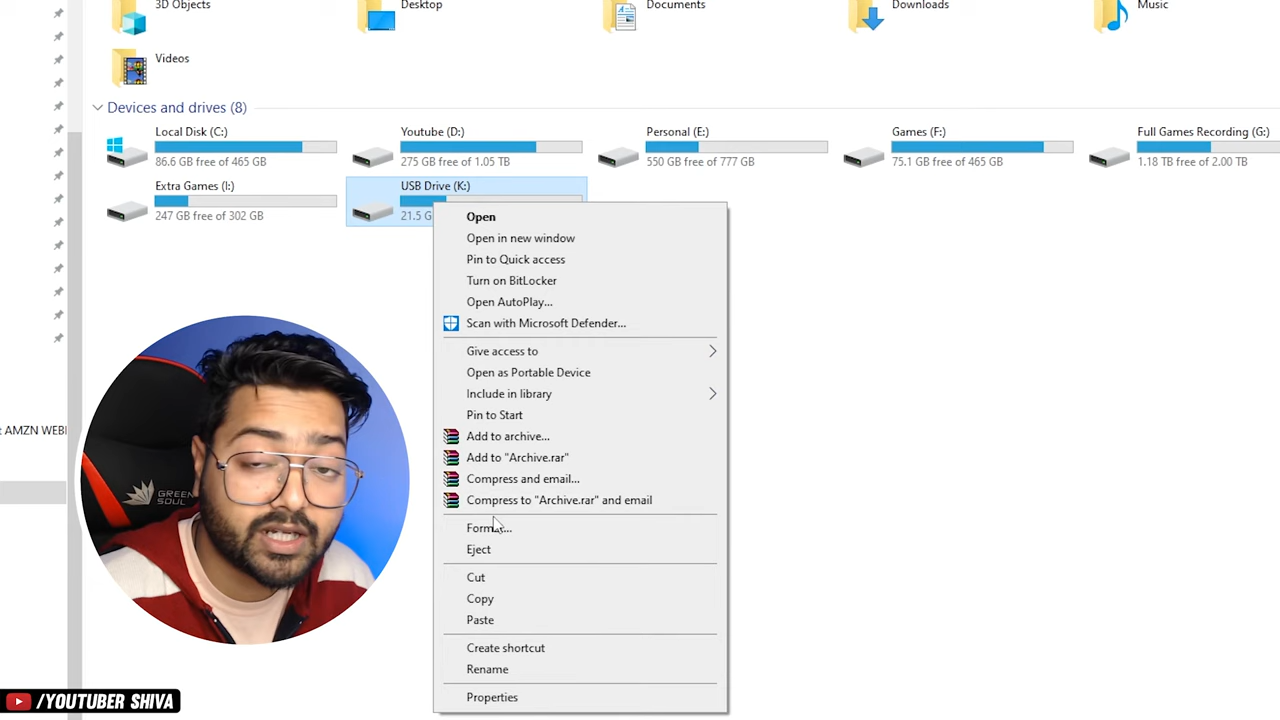 3D Objects
Desktop
Documents
Downloads
Music
Videos
Devices and drives (8)
Local Disk (C:)
86.6 GB free of 465 GB
Youtube (D:)
275 GB free of 1.05 TB
Personal (E:)
550 GB free of 777 GB
Games (F:)
75.1 GB free of 465 GB
Full Games Recording (G:)
1.18 TB free of 2.00 TB
Extra Games (I:)
247 GB free of 302 GB
USB Drive (K:)
21.5 G
Open
Open in new window
Pin to Quick access
Turn on BitLocker
Open AutoPlay...
Scan with Microsoft Defender...
Give access to
Open as Portable Device
Include in library
Pin to Start
Add to archive...
Add to "Archive.rar"
Compress and email...
Compress to "Archive.rar" and email
Format...
Eject
Cut
Copy
Paste
Create shortcut
Rename
Properties
AMZN WEB
GREEN
SOUL
/YOUTUBER SHIVA